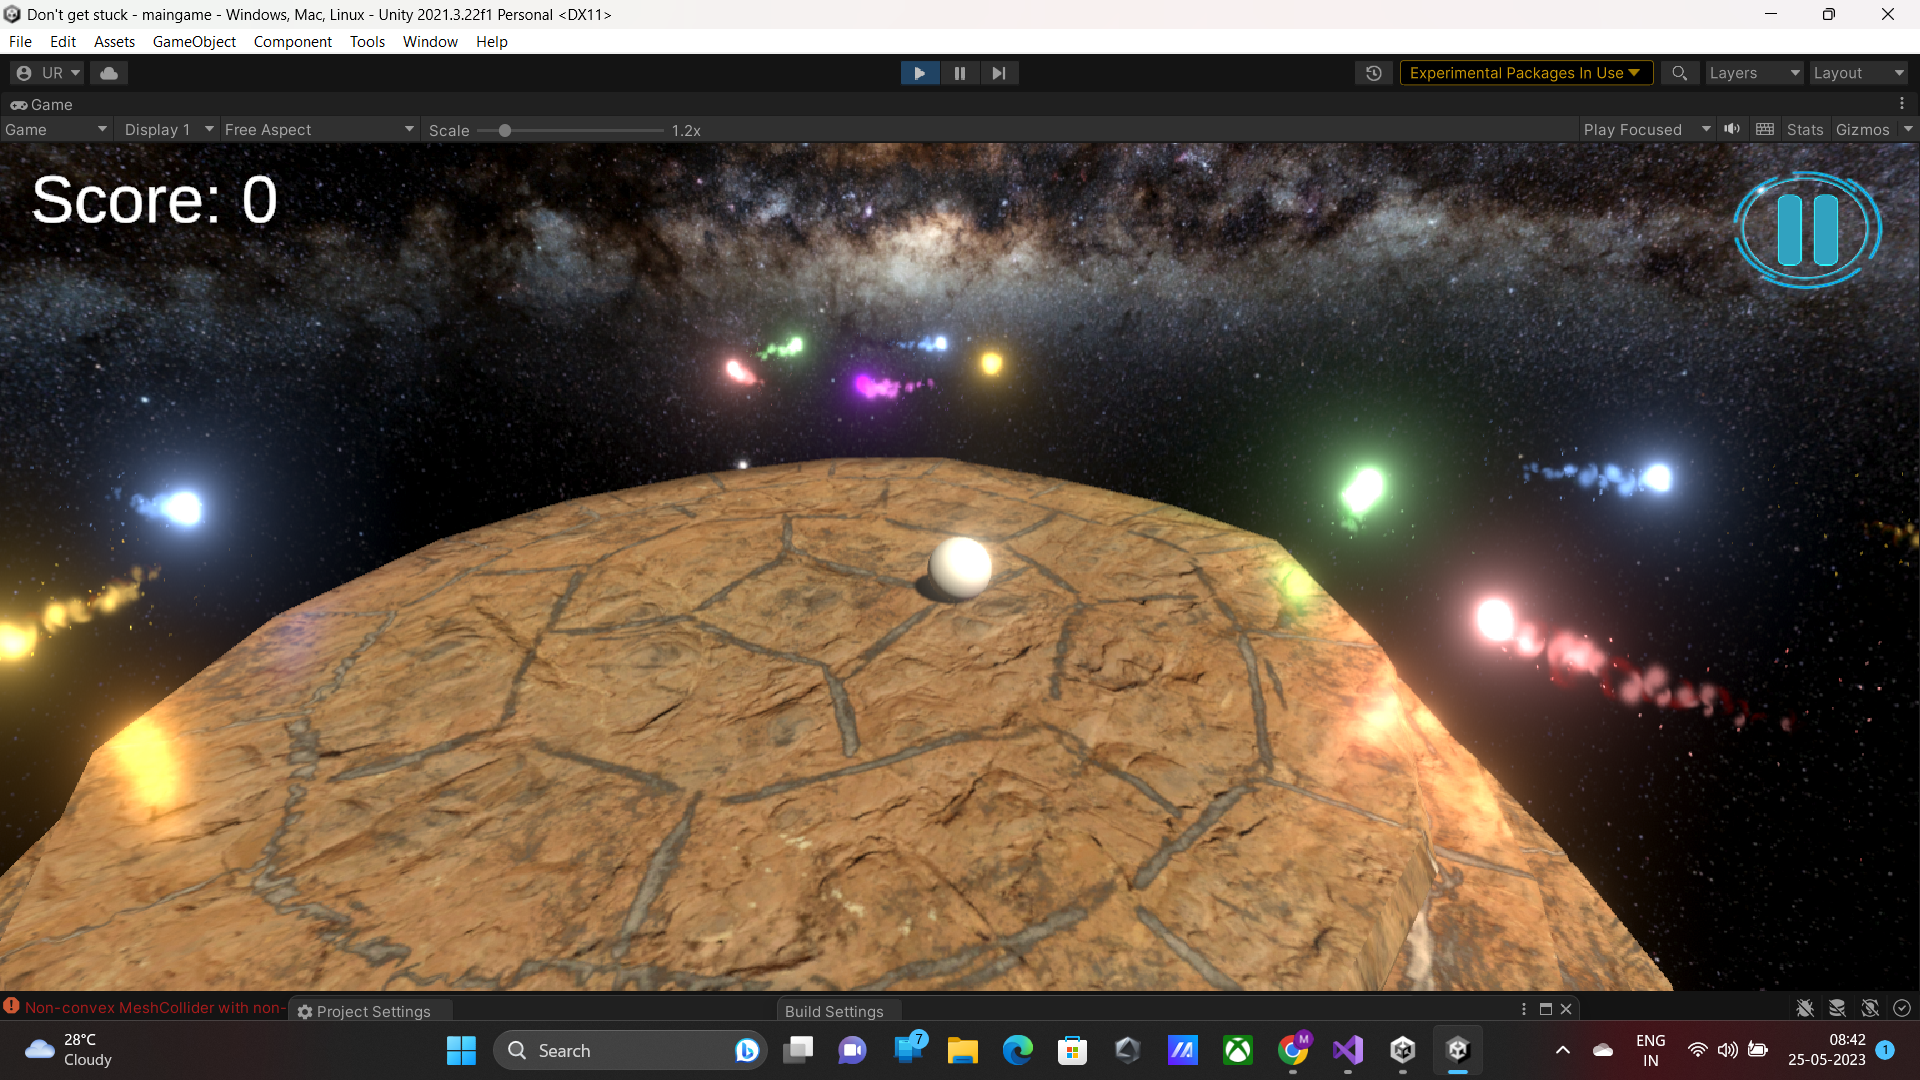 Don't get stuck - maingame - Windows, Mac, Linux - Unity 2021.3.22f1 Personal <DX11>
File Edit Assets GameObject Component Tools Window Help
UR Experimental Packages In Use Layers Layout
Game
Game Display 1 Free Aspect Scale 1.2x Play Focused Stats Gizmos
Score: 0
Non-convex MeshCollider with non- Project Settings Build Settings
28°C
Cloudy
Search
7
M
ENG
IN
08:42
25-05-2023
1